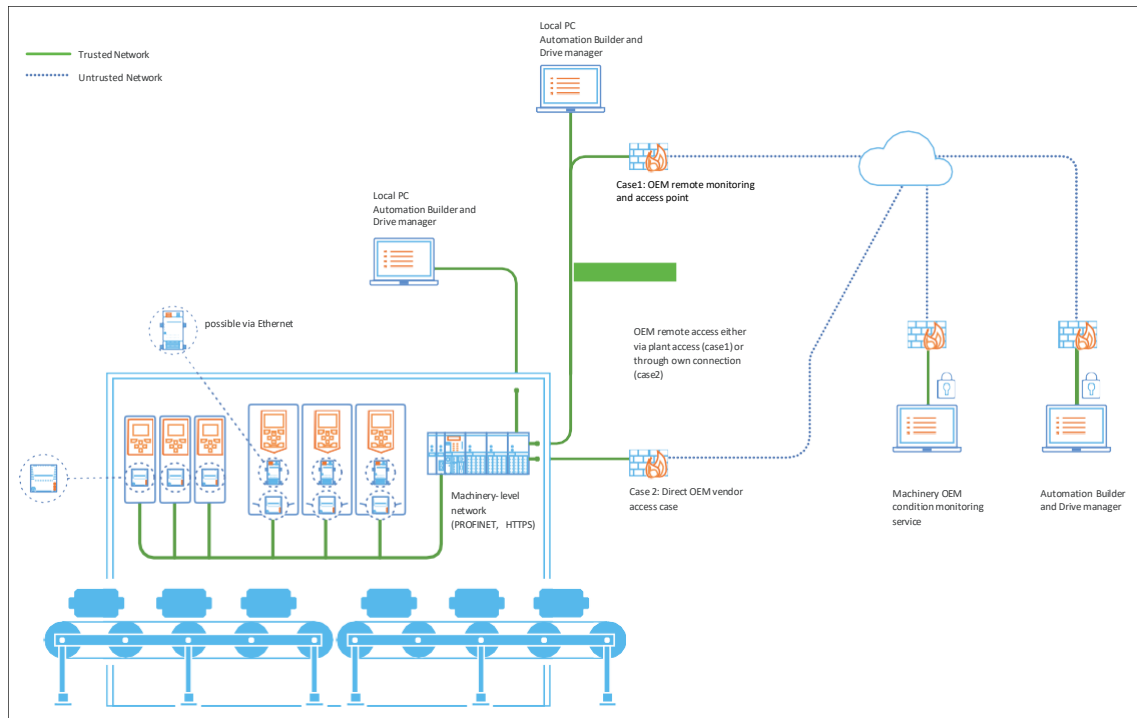 Local PC
Automation Builder and
Drive manager
Trusted Network
Untrusted Network
Case1: OEM remote monitoring
and access point
Local PC
Automation Builder and
Drive manager
possible via Ethernet
OEM remote access either
via plant access (case1) or
through own connection
(case2)
Machinery- level
network
(PROFINET, HTTPS)
Case 2: Direct OEM vendor
access case
Machinery OEM
condition monitoring
service
Automation Builder
and Drive manager